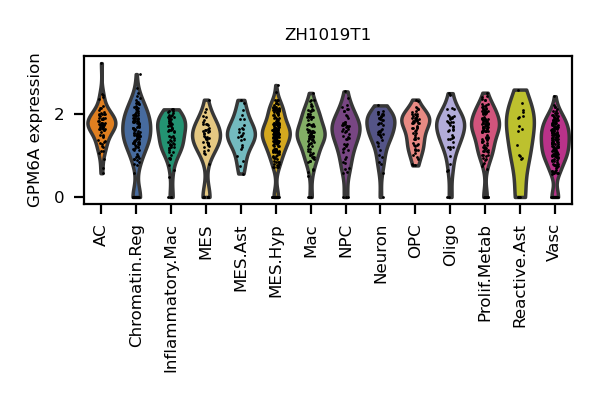 ZH1019T1
GPM6A expression
2
0
AC
Chromatin.Reg
Inflammatory.Mac
MES
MES.Ast
MES.Hyp
Mac
NPC
Neuron
OPC
Oligo
Prolif.Metab
Reactive.Ast
Vasc